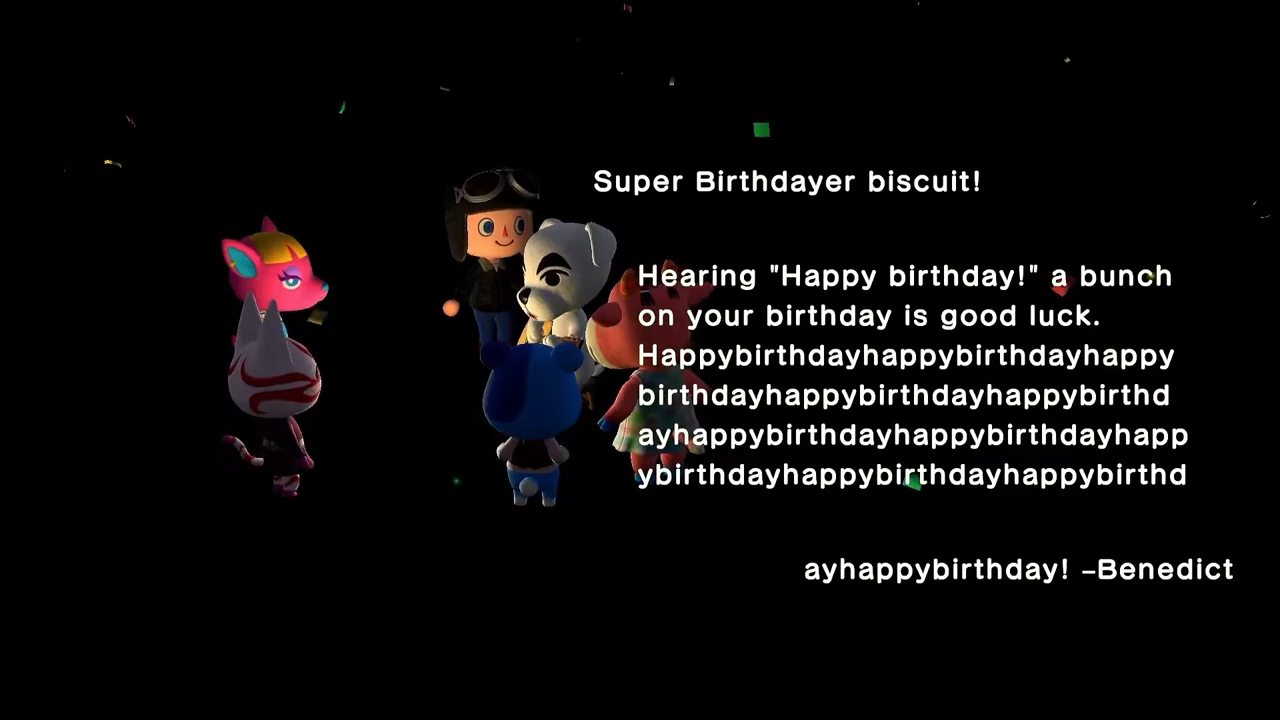 Super Birthdayer biscuit!
Hearing "Happy birthday!" a bunch
on your birthday is good luck.
Happybirthdayhappybirthdayhappy
birthdayhappybirthdayhappybirthd
ayhappybirthdayhappybirthdayhapp
ybirthdayhappybirthdayhappybirthd
ayhappybirthday! –Benedict